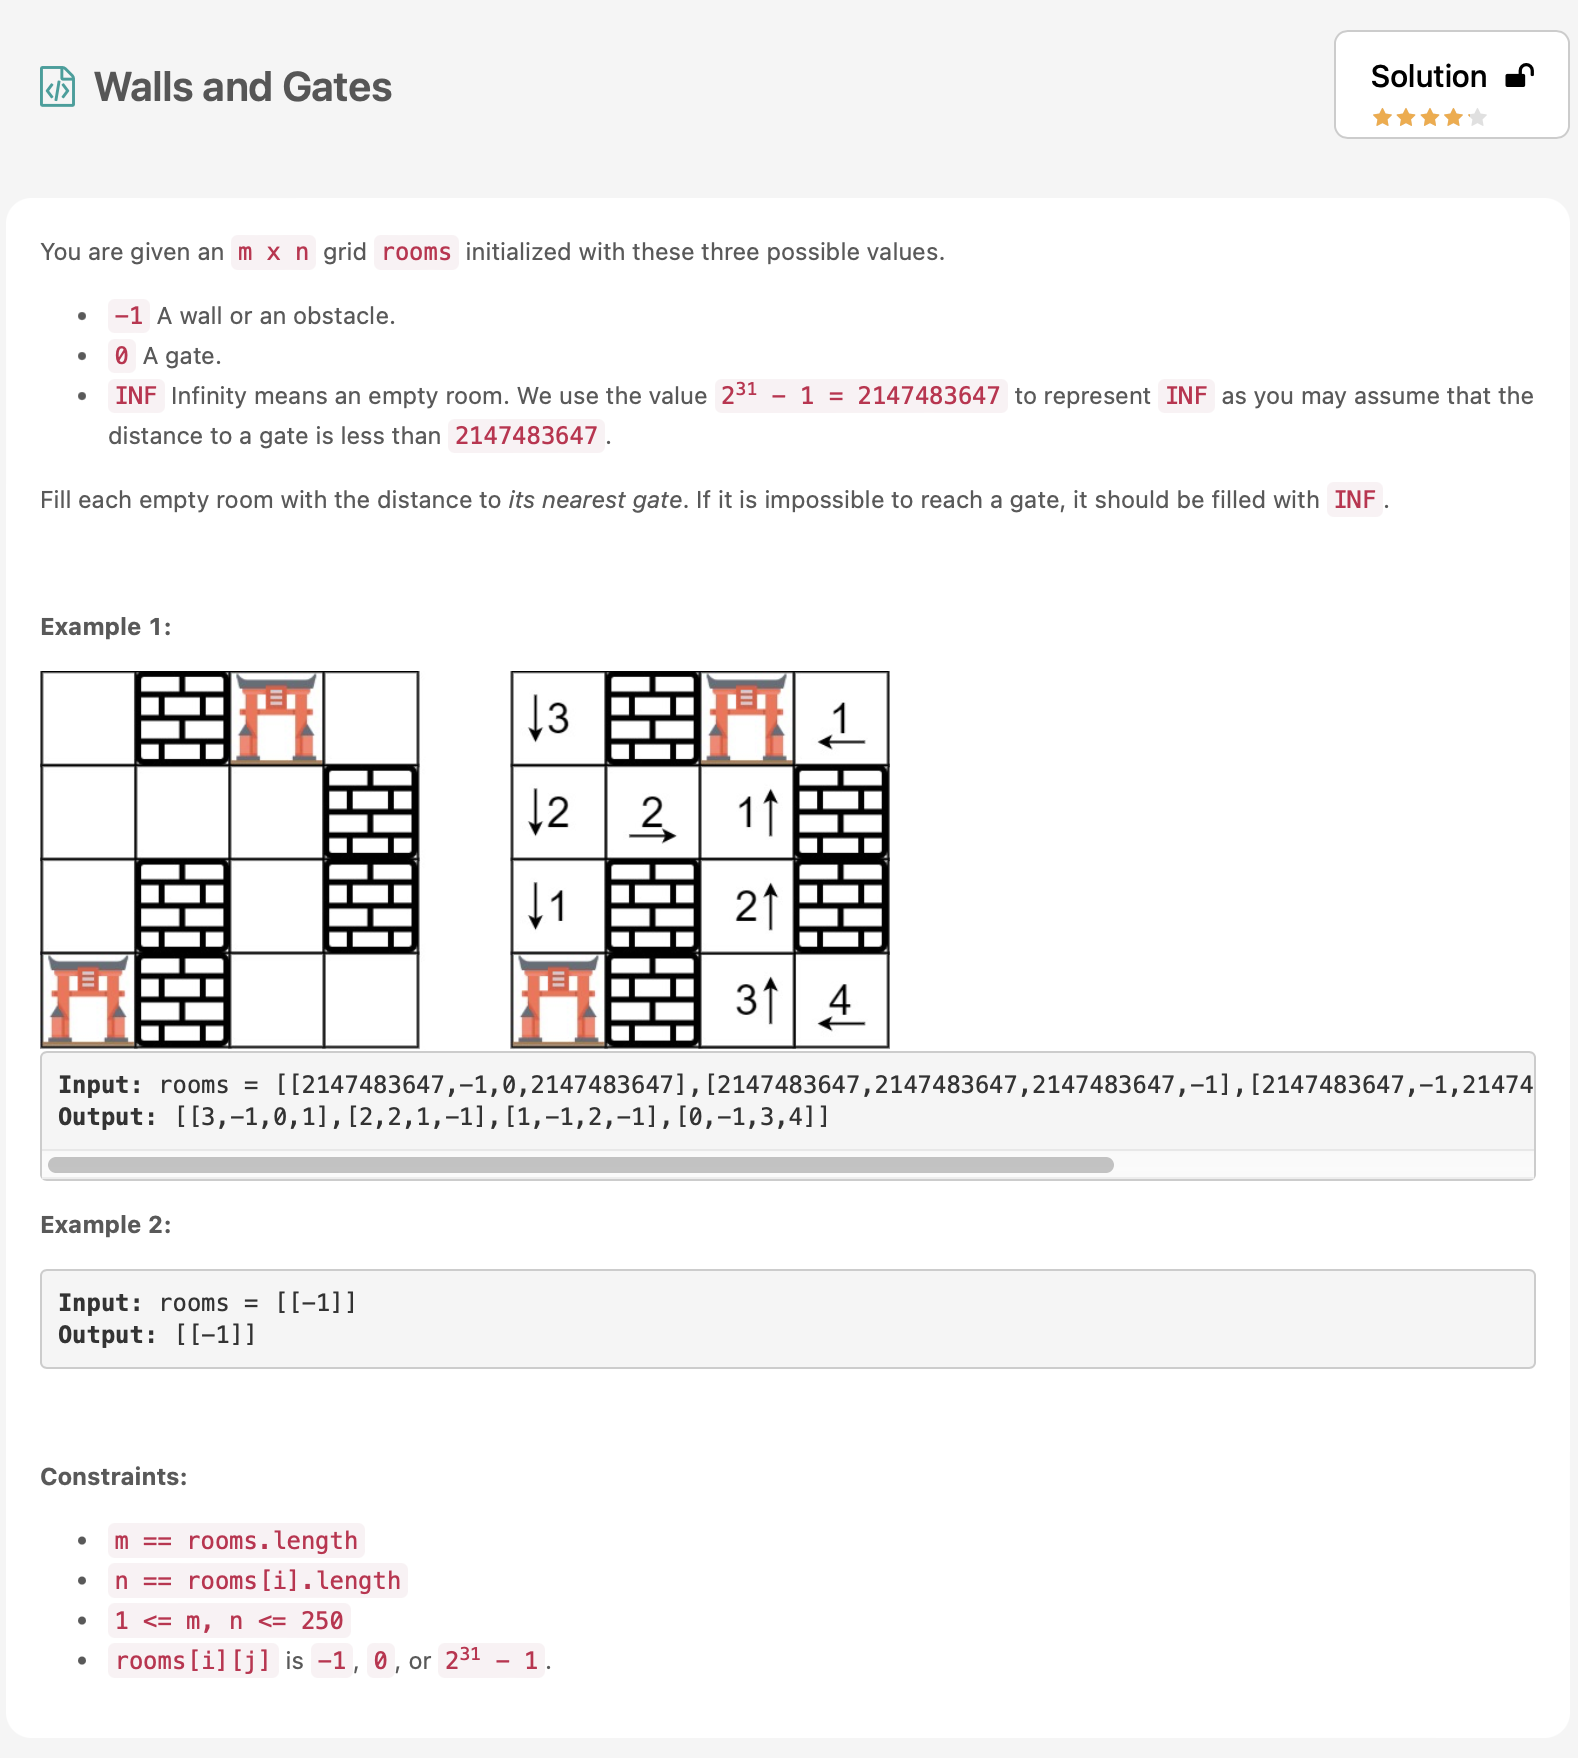 Walls and Gates
Solution
You are given an m x n grid rooms initialized with these three possible values.
-1 A wall or an obstacle.
0 A gate.
INF Infinity means an empty room. We use the value 2^31 - 1 = 2147483647 to represent INF as you may assume that the
distance to a gate is less than 2147483647.
Fill each empty room with the distance to its nearest gate. If it is impossible to reach a gate, it should be filled with INF.
Example 1:
↓3 1 ←
↓2 2 → 1↑
↓1 2↑
3↑ 4 ←
Input: rooms = [[2147483647,-1,0,2147483647],[2147483647,2147483647,2147483647,-1],[2147483647,-1,21474
Output: [[3,-1,0,1],[2,2,1,-1],[1,-1,2,-1],[0,-1,3,4]]
Example 2:
Input: rooms = [[-1]]
Output: [[-1]]
Constraints:
m == rooms.length
n == rooms[i].length
1 <= m, n <= 250
rooms[i][j] is -1, 0, or 2^31 - 1.